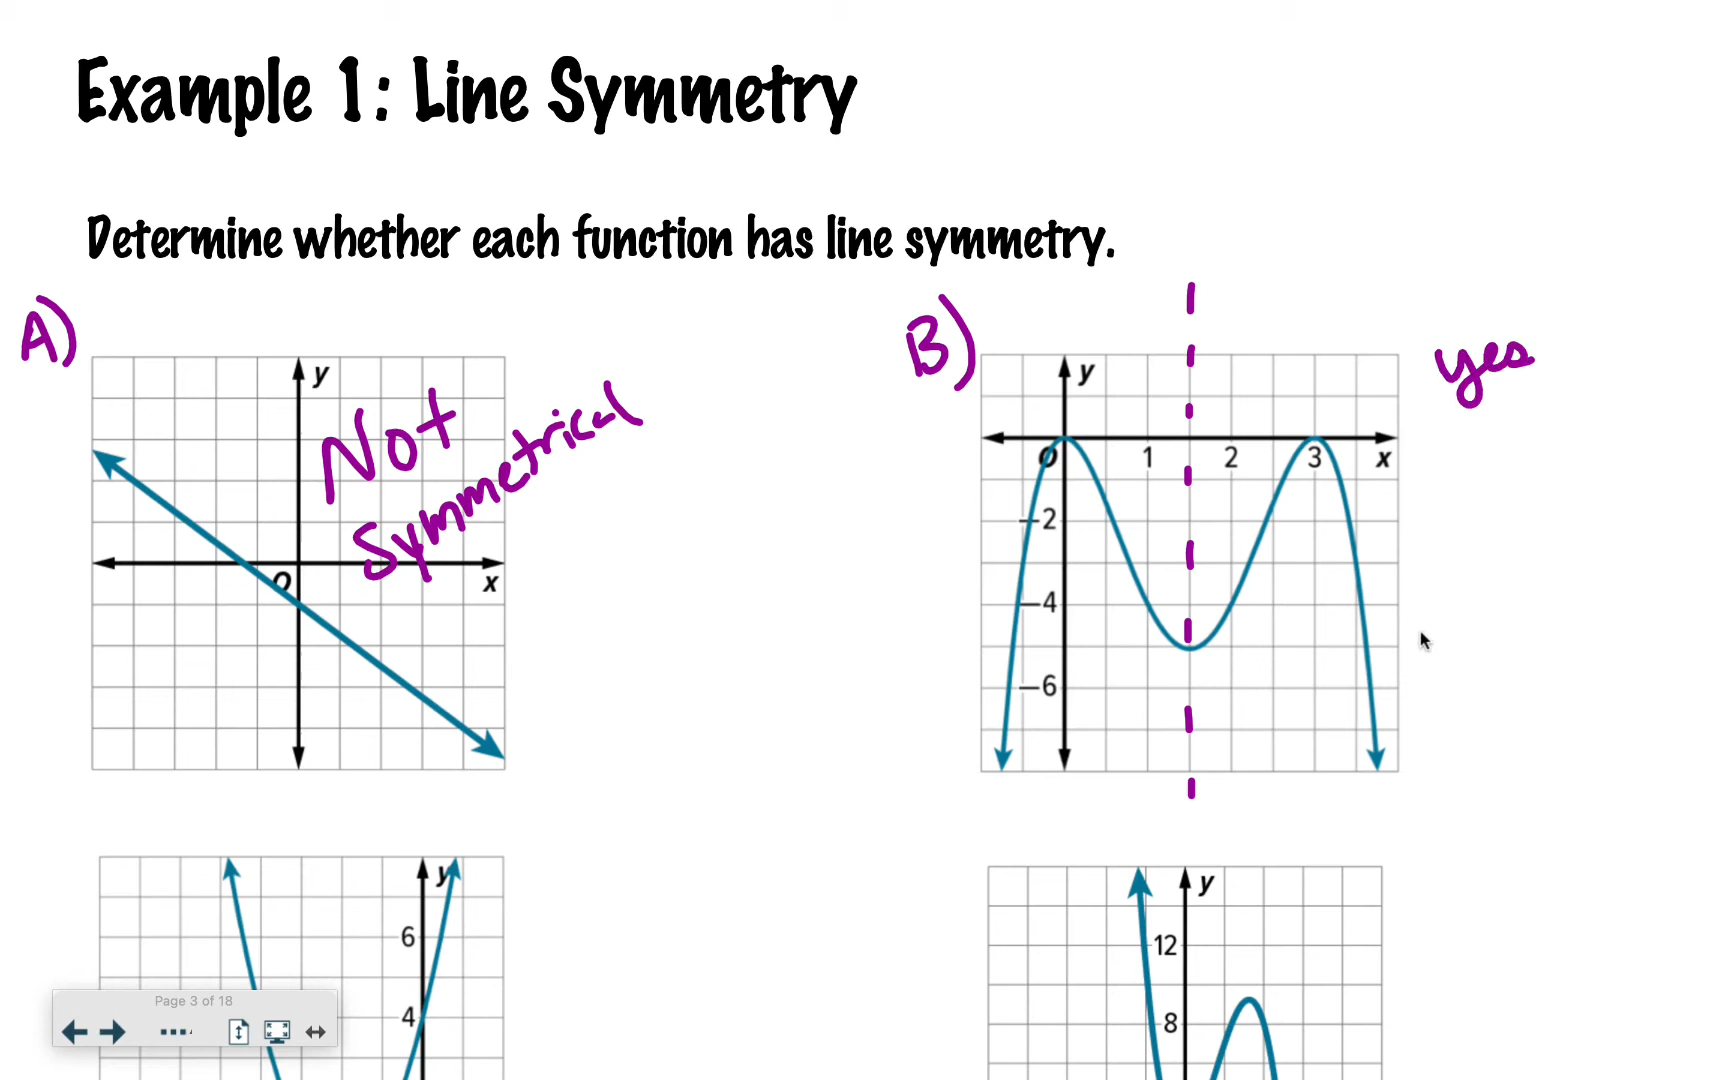 Example 1: Line Symmetry
Determine whether each function has line symmetry.
A)
y
Not
Symmetrical
O
x
B)
yes
y
O
1
2
3
x
−2
−4
−6
y
6
4
y
12
8
Page 3 of 18